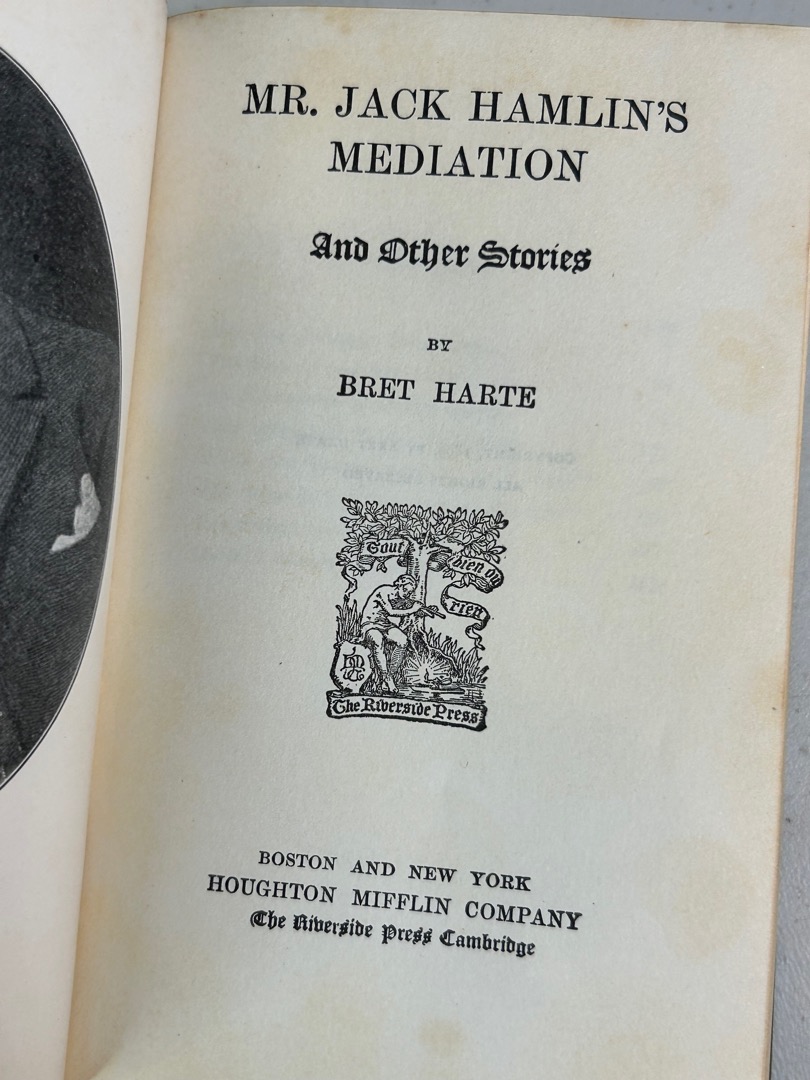 MR. JACK HAMLIN'S
MEDIATION
And Other Stories
BY
BRET HARTE
Tout
bien ou
rien
The Riverside Press
BOSTON AND NEW YORK
HOUGHTON MIFFLIN COMPANY
The Riverside Press Cambridge